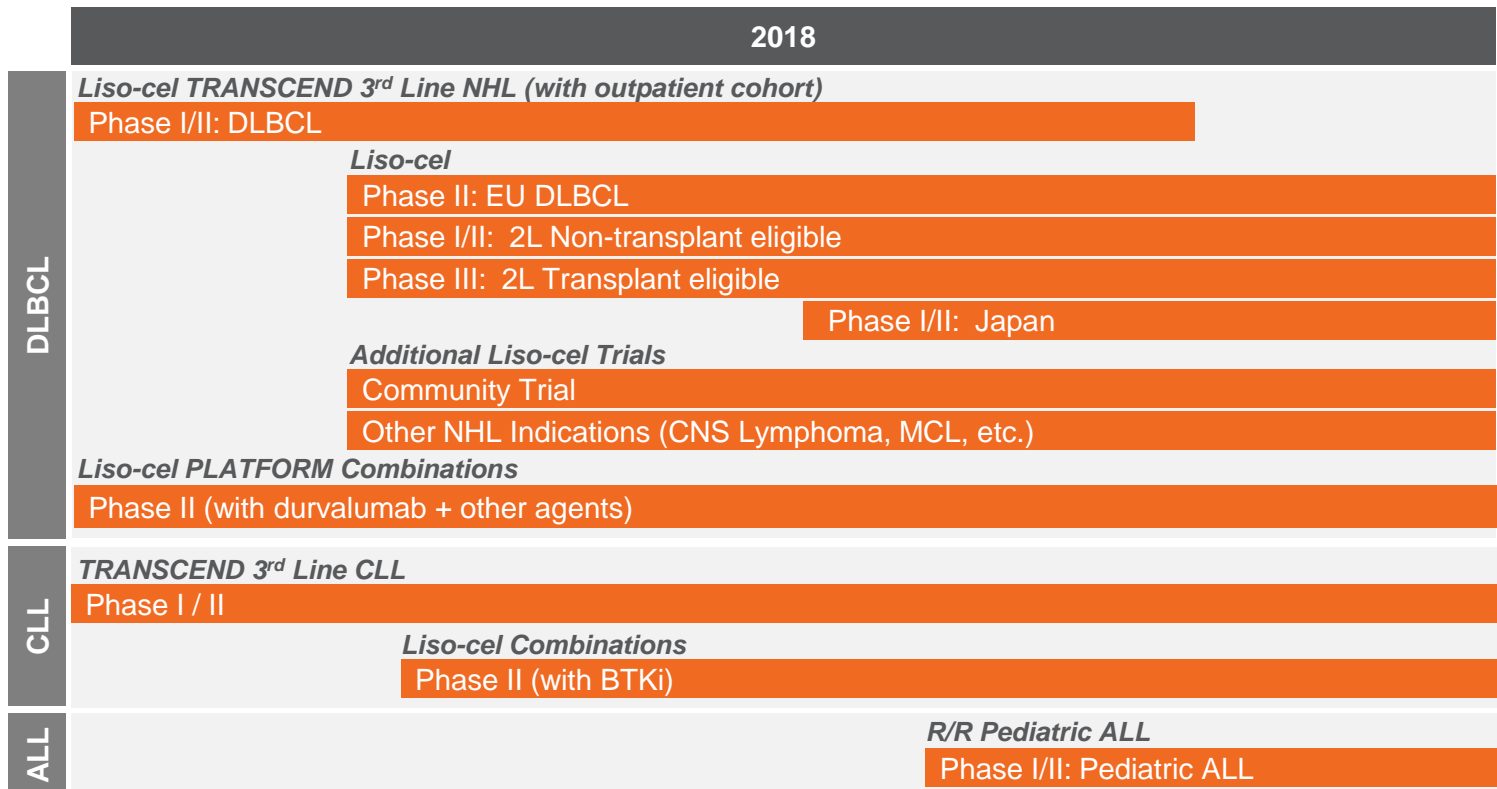 2018
DLBCL
Liso-cel TRANSCEND 3rd Line NHL (with outpatient cohort)
Phase I/II: DLBCL
Liso-cel
Phase II: EU DLBCL
Phase I/II:  2L Non-transplant eligible
Phase III:  2L Transplant eligible
Phase I/II:  Japan
Additional Liso-cel Trials
Community Trial
Other NHL Indications (CNS Lymphoma, MCL, etc.)
Liso-cel PLATFORM Combinations
Phase II (with durvalumab + other agents)
CLL
TRANSCEND 3rd Line CLL
Phase I / II
Liso-cel Combinations
Phase II (with BTKi)
ALL
R/R Pediatric ALL
Phase I/II: Pediatric ALL